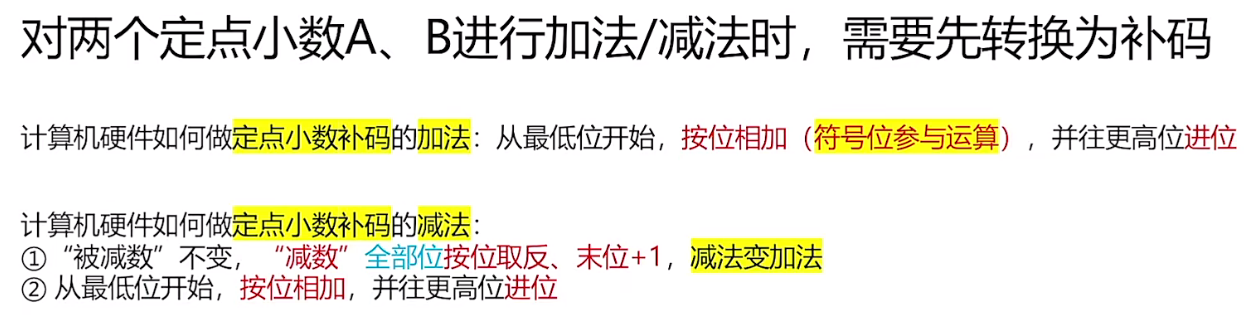 对两个定点小数A、B进行加法/减法时，需要先转换为补码
计算机硬件如何做定点小数补码的加法：从最低位开始，按位相加（符号位参与运算），并往更高位进位
计算机硬件如何做定点小数补码的减法：
①“被减数”不变，“减数”全部位按位取反、末位+1，减法变加法
② 从最低位开始，按位相加，并往更高位进位